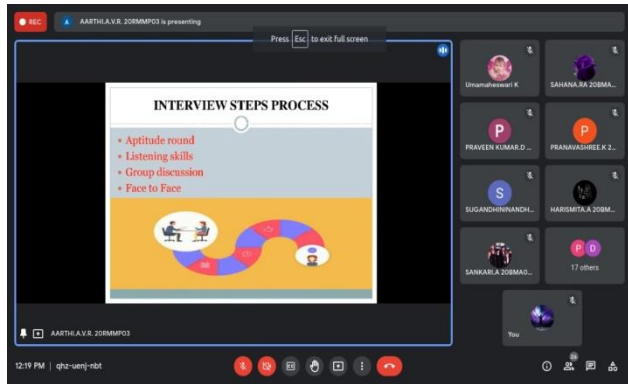 REC
A
AARTHI.A.V.R. 20RMMP03 is presenting
Press Esc to exit full screen
INTERVIEW STEPS PROCESS
Aptitude round
Listening skills
Group discussion
Face to Face
AARTHI.A.V.R. 20RMMP03
Umamaheswari K
SAHANA.RA 20BMA...
P
PRAVEEN KUMAR.D ...
P
PRANAVASHREE.K 2...
S
SUGANDHININANDH...
HARISMITA.A 20BM...
SANKARI.A 20BMA0...
P D
17 others
You
12:19 PM | qhz-uenj-nbt